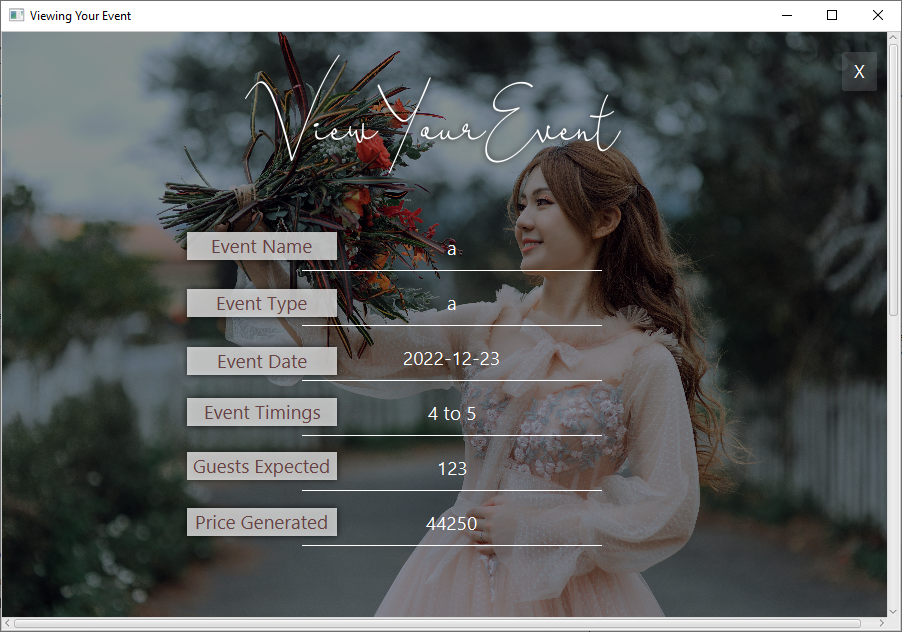 Viewing Your Event
X
View Your Event
Event Name a
Event Type a
Event Date 2022-12-23
Event Timings 4 to 5
Guests Expected 123
Price Generated 44250